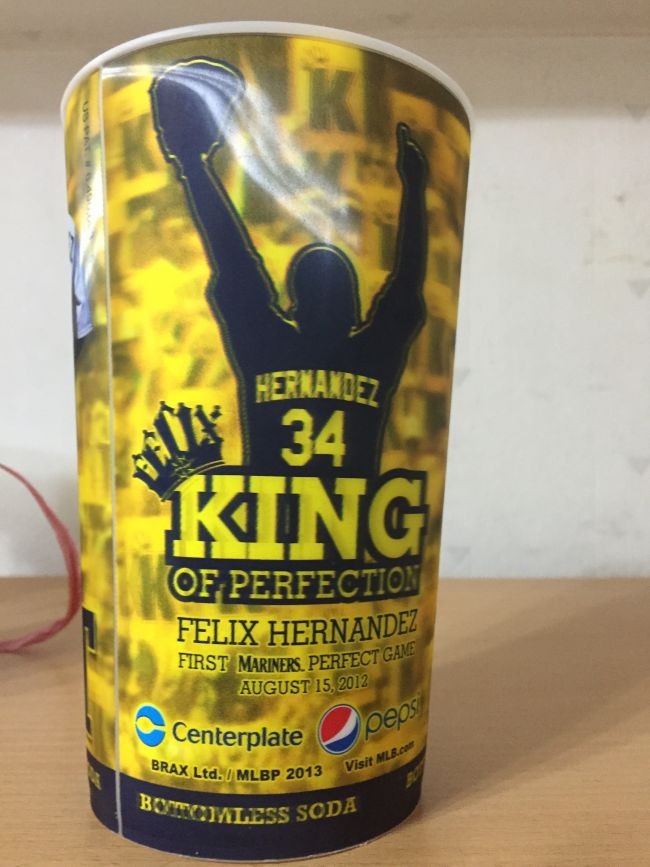 K
HERNANDEZ
34
FELIX
KING
OF PERFECTION
FELIX HERNANDEZ
FIRST MARINERS PERFECT GAME
AUGUST 15, 2012
Centerplate pepsi
BRAX Ltd. / MLBP 2013 Visit MLB.com
BOTTOMLESS SODA